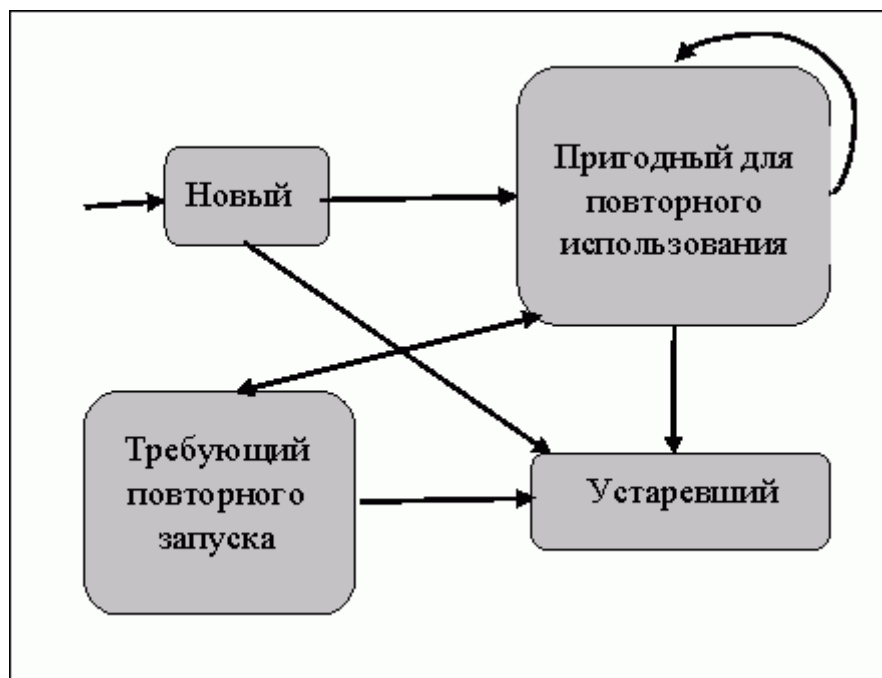 Новый
Пригодный для
повторного
использования
Требующий
повторного
запуска
Устаревший